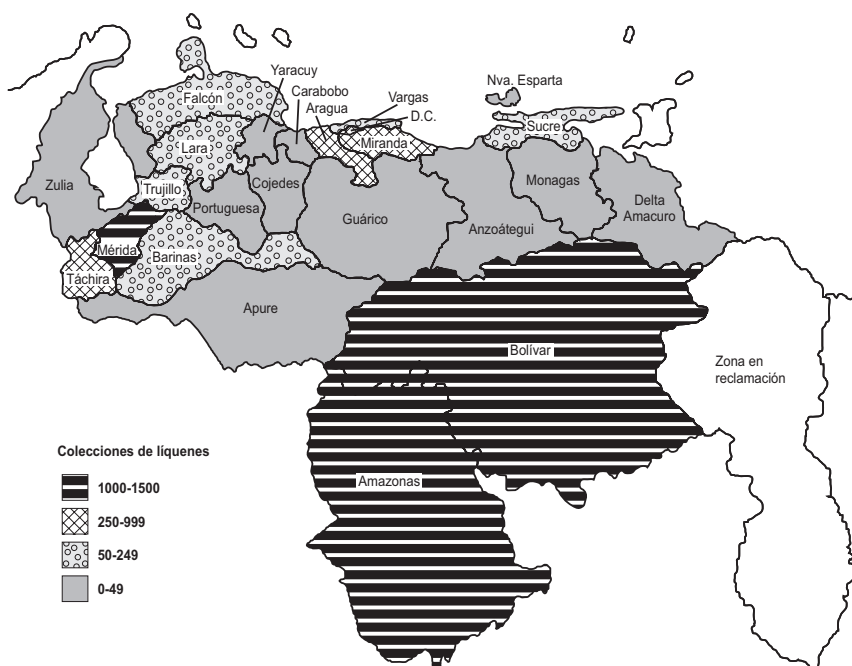 Yaracuy
Carabobo
Nva. Esparta
Vargas
Aragua
D.C.
Falcón
Sucre
Miranda
Lara
Zulia
Trujillo
Cojedes
Monagas
Delta
Amacuro
Portuguesa
Guárico
Anzoátegui
Mérida
Barinas
Táchira
Apure
Bolívar
Zona en
reclamación
Colecciones de líquenes
Amazonas
1000-1500
250-999
50-249
0-49